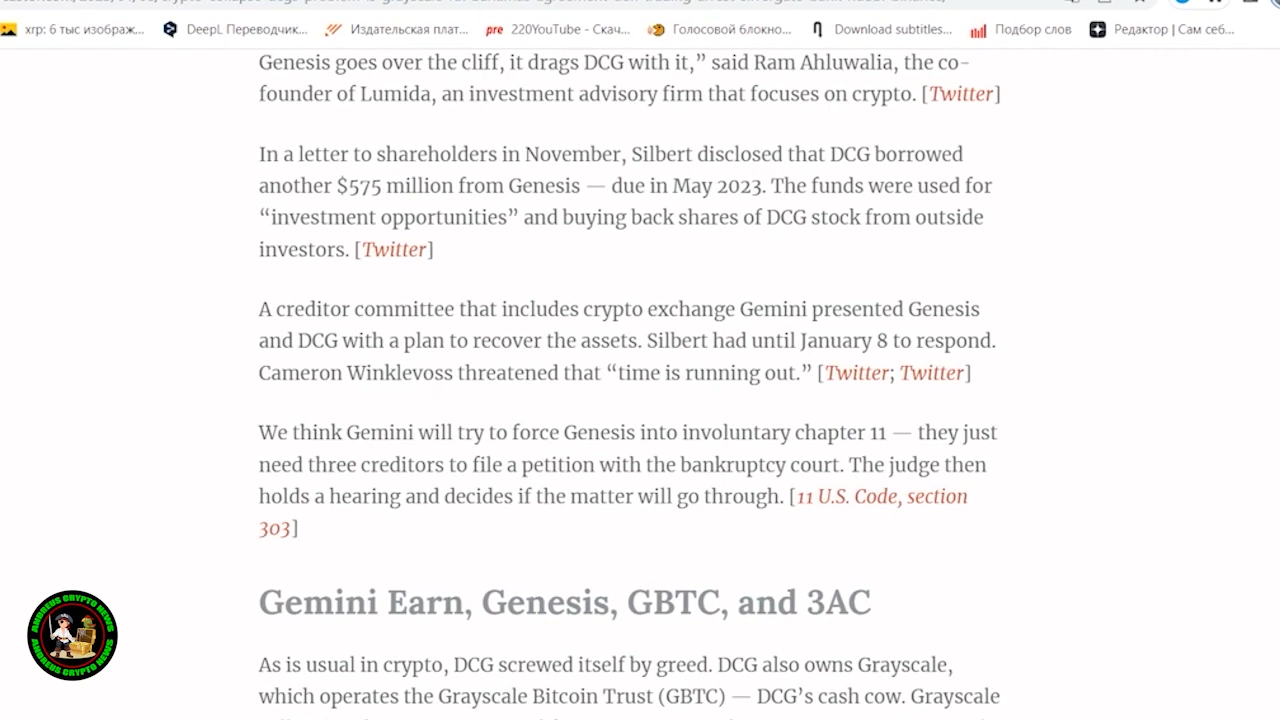 xrp: 6 тыс изображ...
DeepL Переводчик...
Издательская плат...
pre 220YouTube - Скач...
Голосовой блокно...
Download subtitles...
Подбор слов
Редактор | Сам себ...
Genesis goes over the cliff, it drags DCG with it,” said Ram Ahluwalia, the co-
founder of Lumida, an investment advisory firm that focuses on crypto. [Twitter]
In a letter to shareholders in November, Silbert disclosed that DCG borrowed
another $575 million from Genesis — due in May 2023. The funds were used for
“investment opportunities” and buying back shares of DCG stock from outside
investors. [Twitter]
A creditor committee that includes crypto exchange Gemini presented Genesis
and DCG with a plan to recover the assets. Silbert had until January 8 to respond.
Cameron Winklevoss threatened that “time is running out.” [Twitter; Twitter]
We think Gemini will try to force Genesis into involuntary chapter 11 — they just
need three creditors to file a petition with the bankruptcy court. The judge then
holds a hearing and decides if the matter will go through. [11 U.S. Code, section
303]
Gemini Earn, Genesis, GBTC, and 3AC
ANDREUS CRYPTO NEWS
ANDREUS CRYPTO NEWS
As is usual in crypto, DCG screwed itself by greed. DCG also owns Grayscale,
which operates the Grayscale Bitcoin Trust (GBTC) — DCG’s cash cow. Grayscale